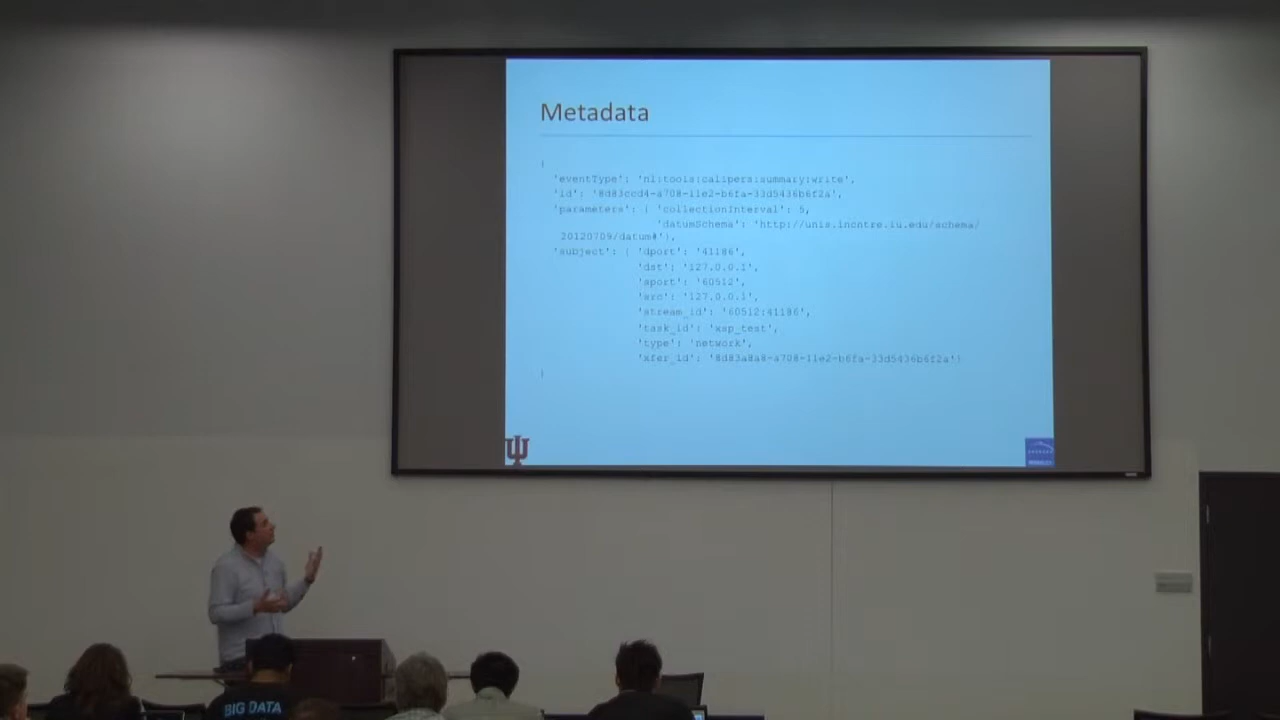 Metadata
{
'eventType': 'nl:tools:calipers:summary:write',
'id': '8d83ccd4-a708-11e2-b6fa-33d5436b6f2a',
'parameters': { 'collectionInterval': 5,
'datumSchema': 'http://unis.incntre.iu.edu/schema/
20120709/datum#'},
'subject': { 'dport': '41186',
'dst': '127.0.0.1',
'sport': '60512',
'src': '127.0.0.1',
'stream_id': '60512:41186',
'task_id': 'xsp_test',
'type': 'network',
'xfer_id': '8d83a8a8-a708-11e2-b6fa-33d5436b6f2a'}
}
BIG DATA